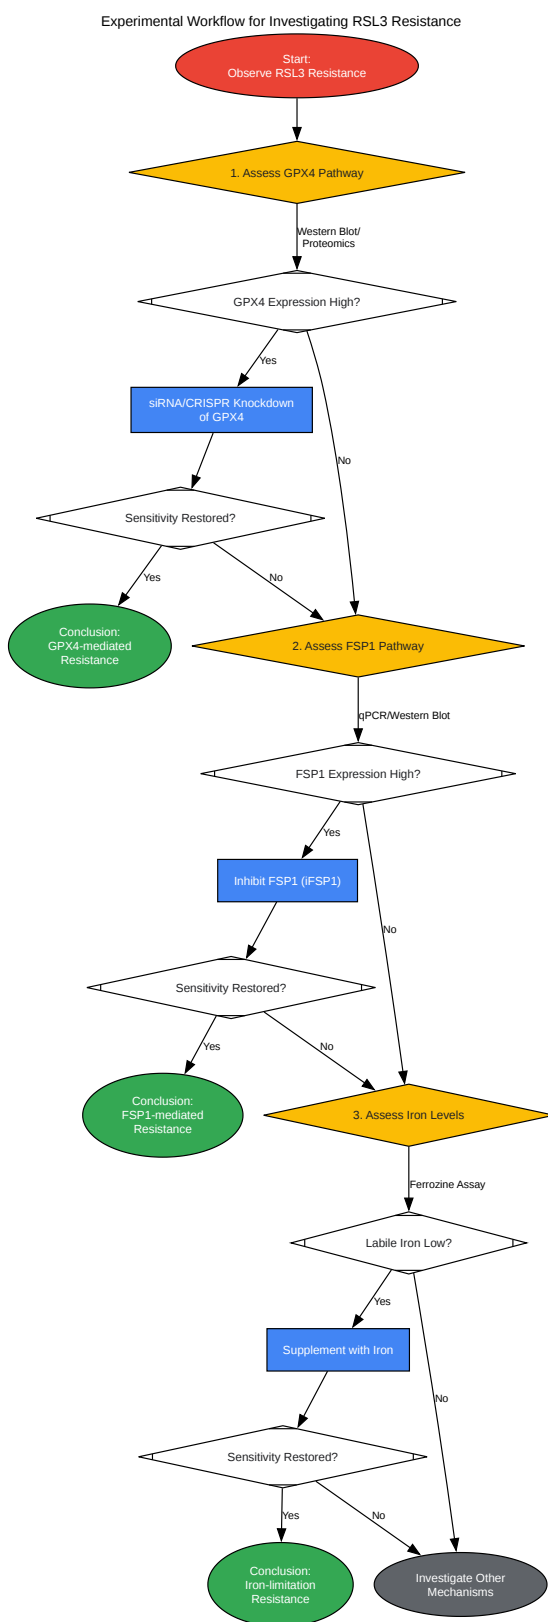 Experimental Workflow for Investigating RSL3 Resistance
Start:
Observe RSL3 Resistance
1. Assess GPX4 Pathway
Western Blot/
Proteomics
GPX4 Expression High?
Yes
siRNA/CRISPR Knockdown
of GPX4
No
Sensitivity Restored?
Yes
No
Conclusion:
GPX4-mediated
Resistance
2. Assess FSP1 Pathway
qPCR/Western Blot
FSP1 Expression High?
Yes
Inhibit FSP1 (iFSP1)
No
Sensitivity Restored?
Yes
No
Conclusion:
FSP1-mediated
Resistance
3. Assess Iron Levels
Ferrozine Assay
Labile Iron Low?
Yes
Supplement with Iron
No
Sensitivity Restored?
Yes
No
Conclusion:
Iron-limitation
Resistance
Investigate Other
Mechanisms